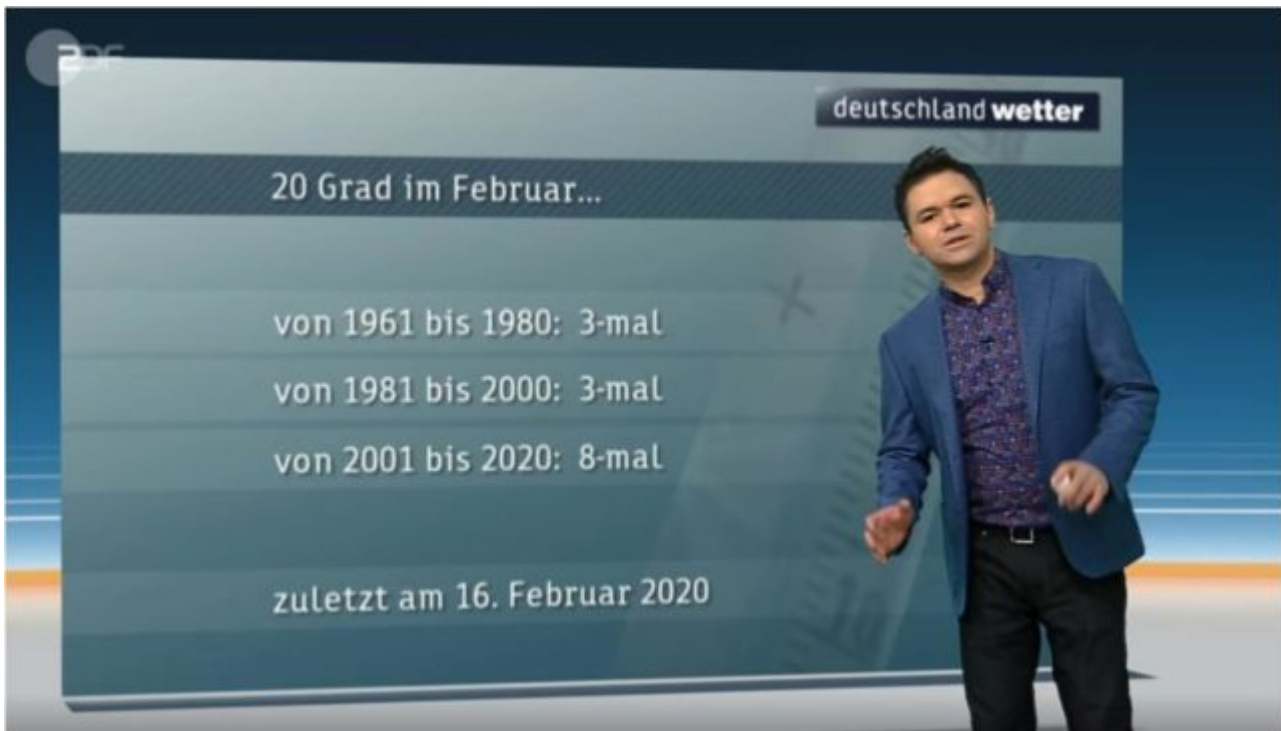 ZDF
deutschland wetter
20 Grad im Februar...
von 1961 bis 1980: 3-mal
von 1981 bis 2000: 3-mal
von 2001 bis 2020: 8-mal
zuletzt am 16. Februar 2020